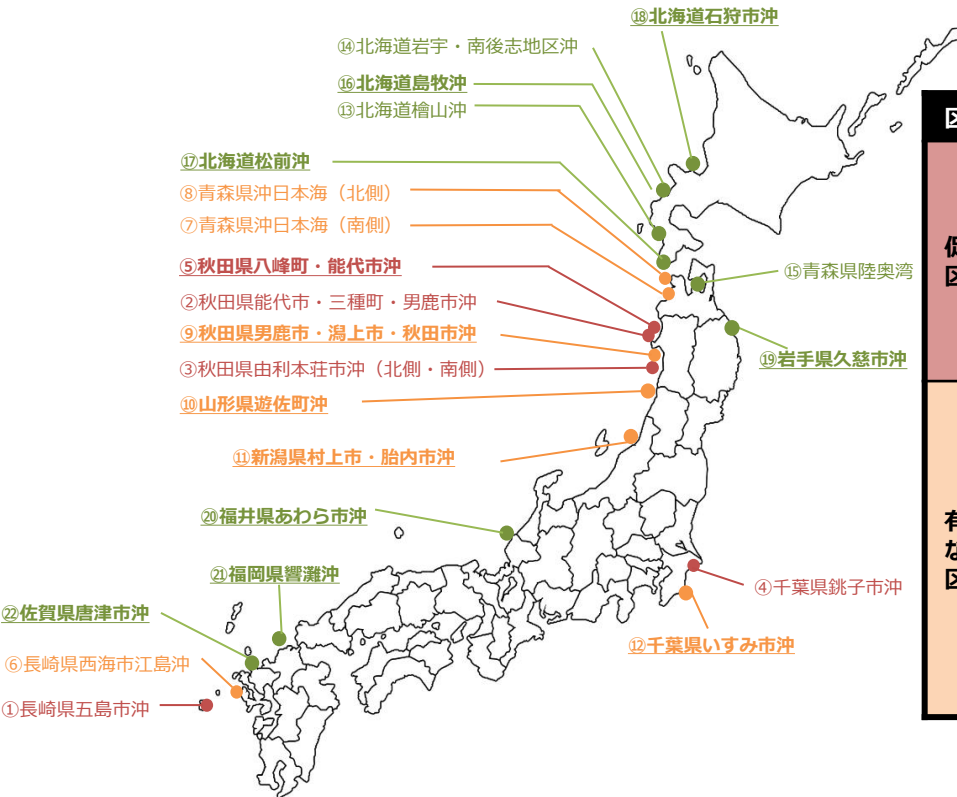 ⑱北海道石狩市沖
⑭北海道岩宇・南後志地区沖
⑯北海道島牧沖
⑬北海道檜山沖
⑰北海道松前沖
⑧青森県沖日本海（北側）
⑦青森県沖日本海（南側）
⑤秋田県八峰町・能代市沖
⑮青森県陸奥湾
②秋田県能代市・三種町・男鹿市沖
⑨秋田県男鹿市・潟上市・秋田市沖
⑲岩手県久慈市沖
③秋田県由利本荘市沖（北側・南側）
⑩山形県遊佐町沖
⑪新潟県村上市・胎内市沖
⑳福井県あわら市沖
㉑福岡県響灘沖
④千葉県銚子市沖
㉒佐賀県唐津市沖
⑫千葉県いすみ市沖
⑥長崎県西海市江島沖
①長崎県五島市沖
区
促
区
有
な
区